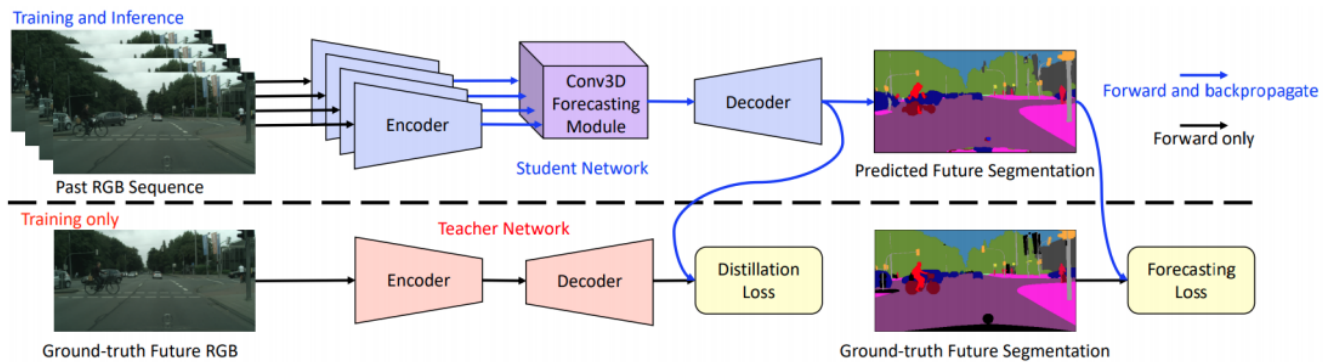 Training and Inference
Past RGB Sequence
Encoder
Conv3D
Forecasting
Module
Student Network
Decoder
Predicted Future Segmentation
Forward and backpropagate
Forward only
Training only
Ground-truth Future RGB
Teacher Network
Encoder
Decoder
Distillation
Loss
Ground-truth Future Segmentation
Forecasting
Loss